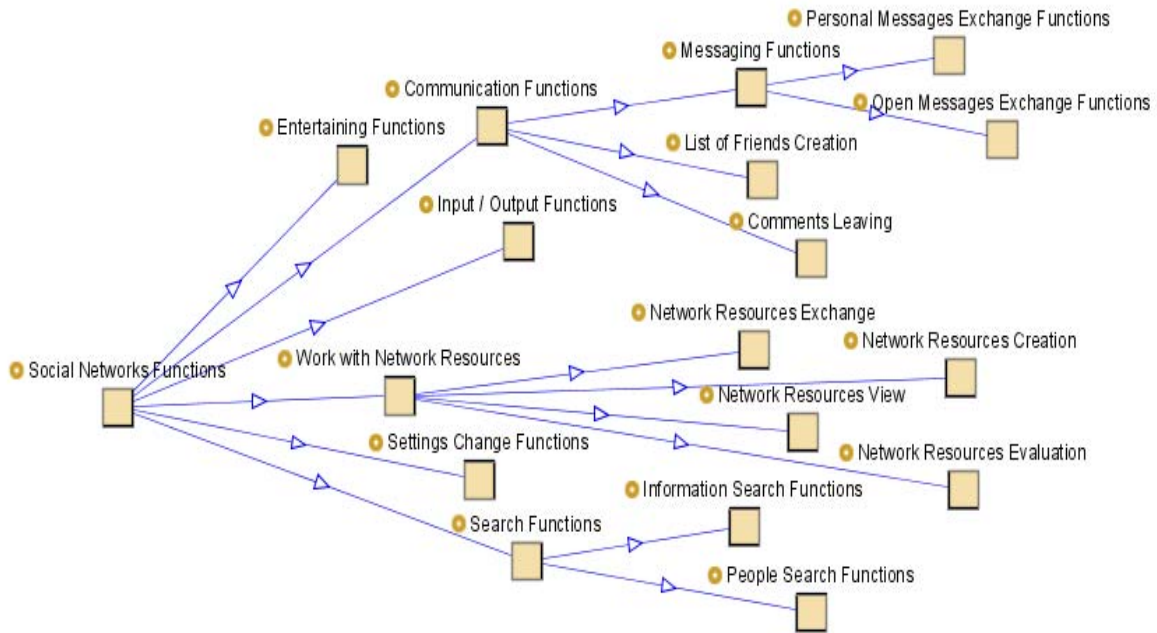 Personal Messages Exchange Functions
Messaging Functions
Communication Functions
Open Messages Exchange Functions
Entertaining Functions
List of Friends Creation
Input / Output Functions
Comments Leaving
Network Resources Exchange
Network Resources Creation
Work with Network Resources
Social Networks Functions
Network Resources View
Settings Change Functions
Network Resources Evaluation
Information Search Functions
Search Functions
People Search Functions